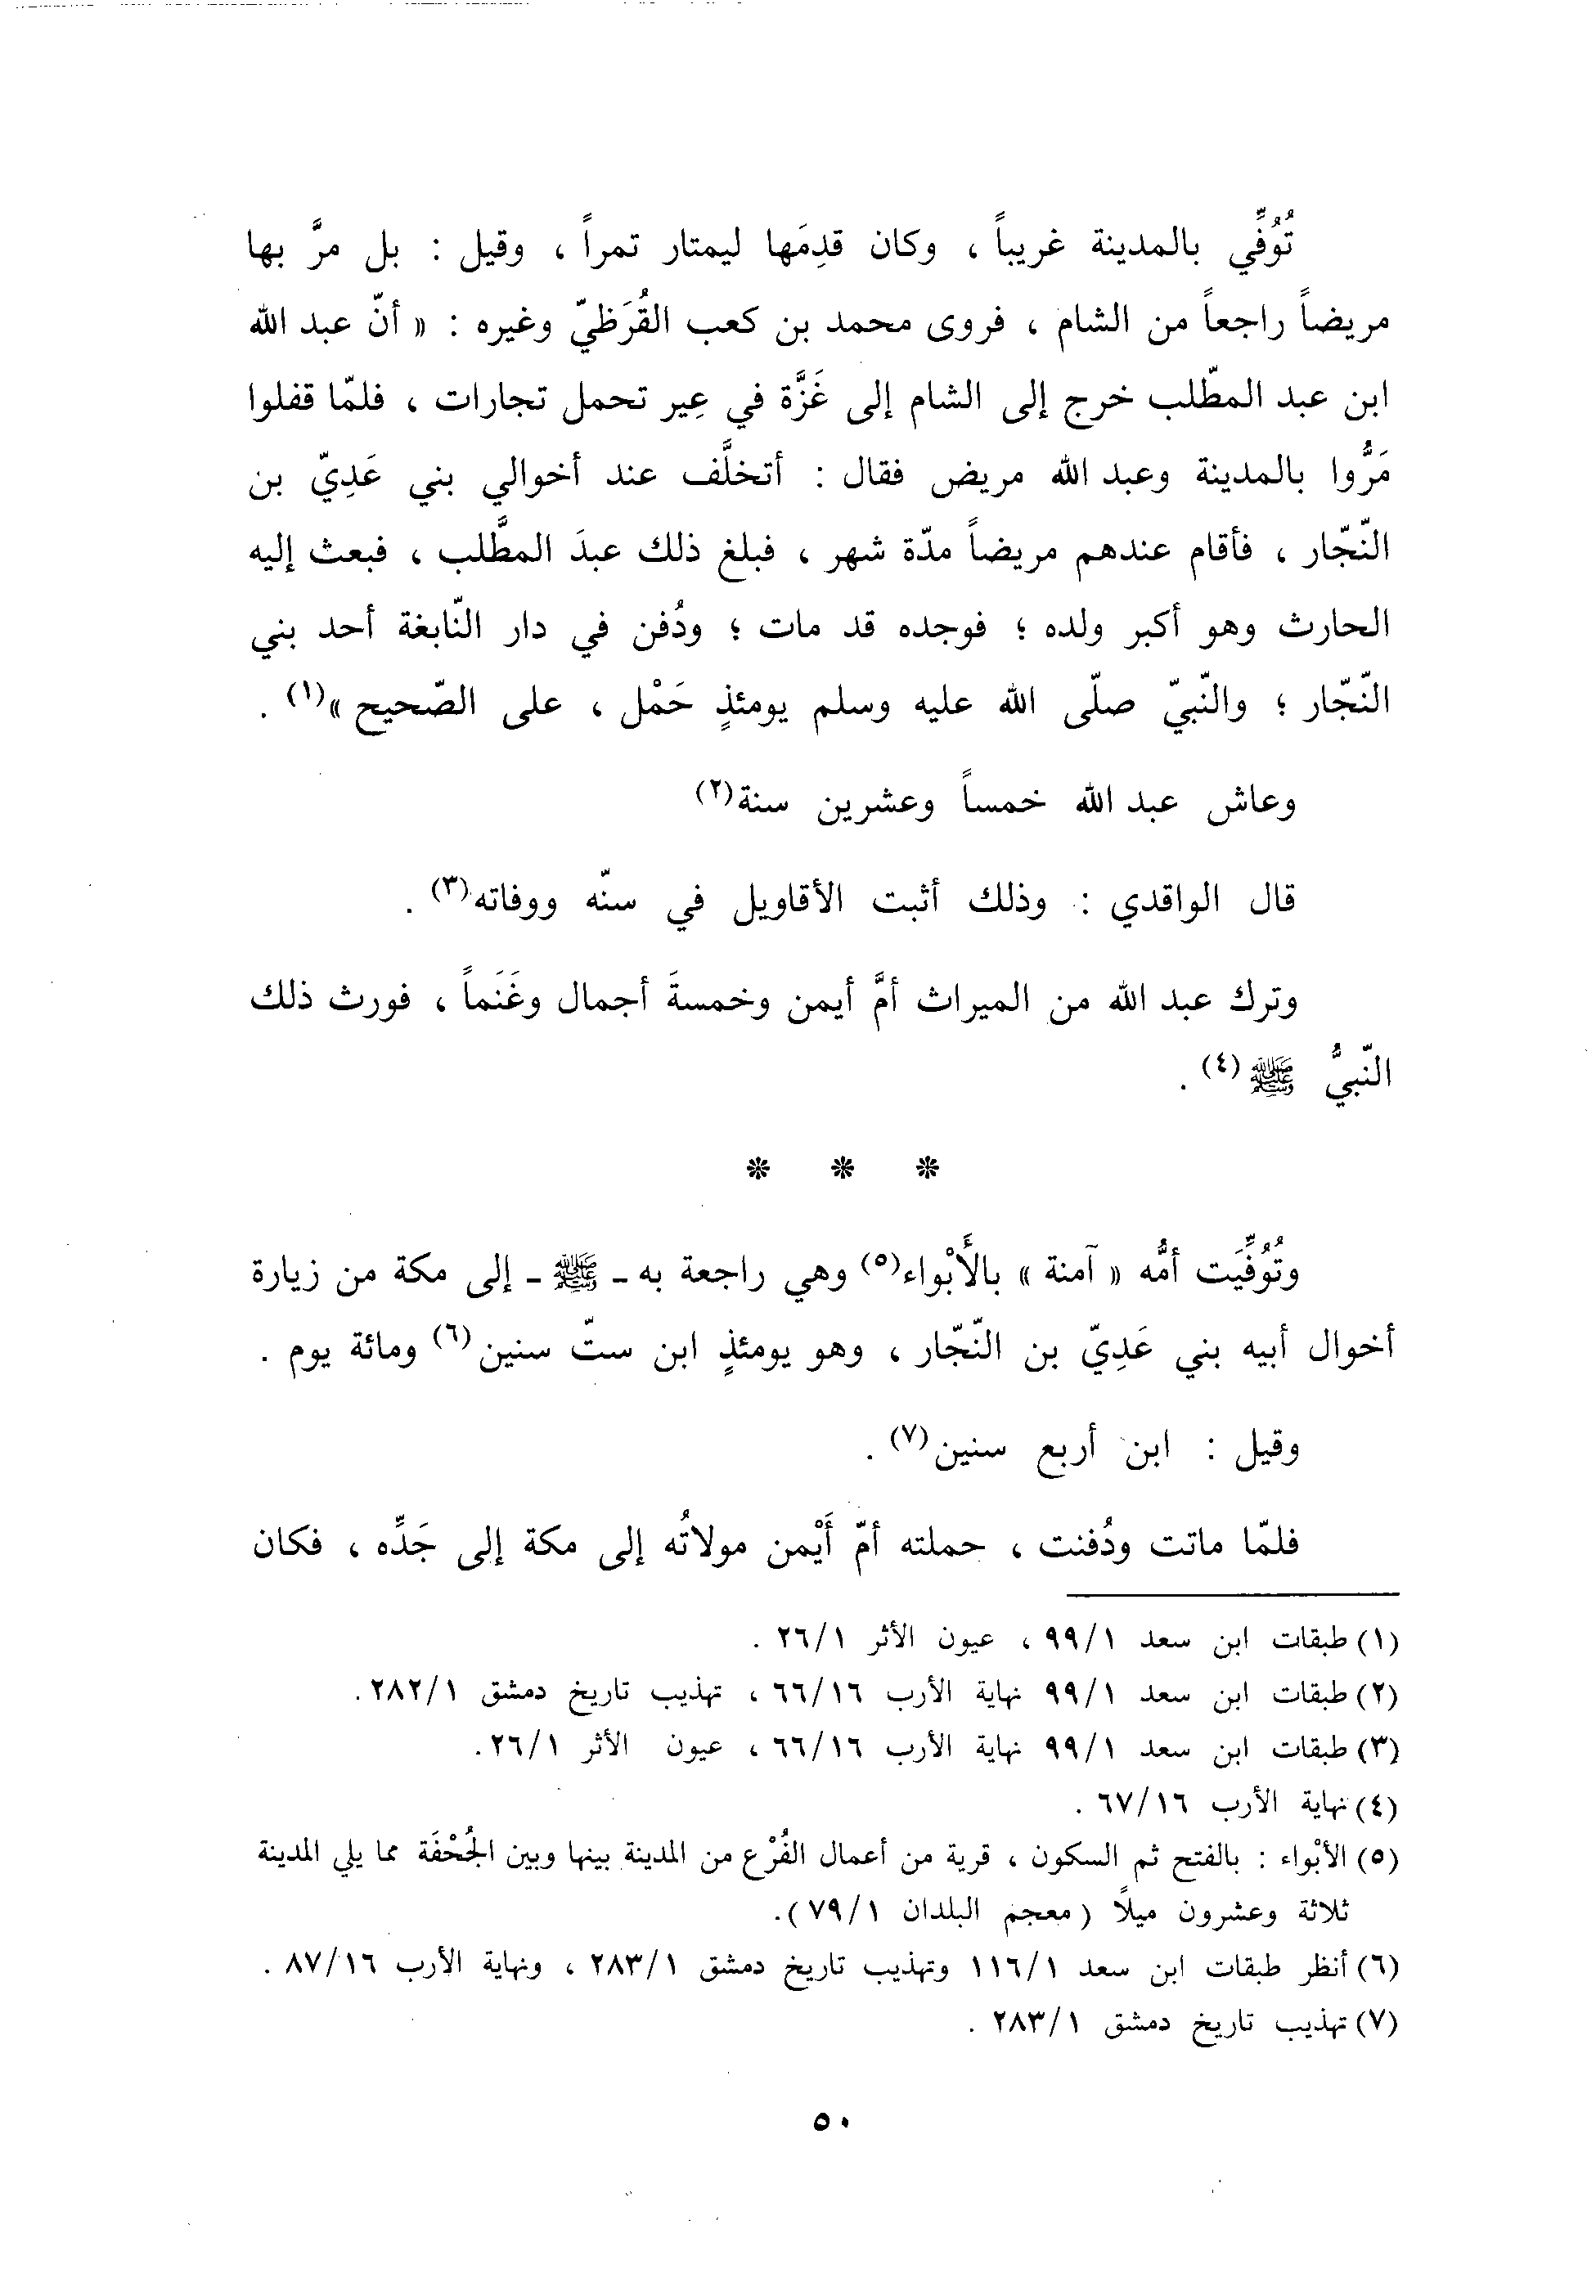 تُوُفِّي بالمدينة غريباً ، وكان قدِمَها ليمتار تمراً ، وقيل : بل مرَّ بها
مريضاً راجعاً من الشام ، فروى محمد بن كعب القُرَظيّ وغيره : « أنّ عبد الله
ابن عبد المطّلب خرج إلى الشام إلى غَزَّة في عِير تحمل تجارات ، فلمّا قفلوا
مَرُّوا بالمدينة وعبد الله مريض فقال : أتخلَّف عند أخوالي بني عَدِيّ بن
النّجّار ، فأقام عندهم مريضاً مدّة شهر ، فبلغ ذلك عبدَ المطَّلب ، فبعث إليه
الحارث وهو أكبر ولده ؛ فوجده قد مات ؛ ودُفن في دار النّابغة أحد بني
النّجّار ؛ والنّبيّ صلّى الله عليه وسلم يومئذٍ حَمْل ، على الصّحيح »(١) .
وعاش عبد الله خمساً وعشرين سنة(٢)
قال الواقدي : وذلك أثبت الأقاويل في سنّه ووفاته(٣) .
وترك عبد الله من الميراث أمَّ أيمن وخمسةَ أجمال وغَنَماً ، فورث ذلك
النّبيُّ ﷺ(٤) .
* * *
وتُوُفِّيَت أمُّه « آمنة » بالأَبْواء(٥) وهي راجعة به ـ ﷺ ـ إلى مكة من زيارة
أخوال أبيه بني عَدِيّ بن النّجّار ، وهو يومئذٍ ابن ستّ سنين(٦) ومائة يوم .
وقيل : ابن أربع سنين(٧) .
فلمّا ماتت ودُفنت ، حملته أمّ أَيْمن مولاتُه إلى مكة إلى جَدِّه ، فكان
(١) طبقات ابن سعد ٩٩/١ ، عيون الأثر ٢٦/١ .
(٢) طبقات ابن سعد ٩٩/١ نهاية الأرب ٦٦/١٦ ، تهذيب تاريخ دمشق ٢٨٢/١.
(٣) طبقات ابن سعد ٩٩/١ نهاية الأرب ٦٦/١٦ ، عيون الأثر ٢٦/١.
(٤) نهاية الأرب ٦٧/١٦ .
(٥) الأبْواء : بالفتح ثم السكون ، قرية من أعمال الفُرْع من المدينة بينها وبين الجُحْفَة مما يلي المدينة
ثلاثة وعشرون ميلًا ( معجم البلدان ٧٩/١).
(٦) أنظر طبقات ابن سعد ١١٦/١ وتهذيب تاريخ دمشق ٢٨٣/١ ، ونهاية الأرب ٨٧/١٦ .
(٧) تهذيب تاريخ دمشق ٢٨٣/١ .
٥٠